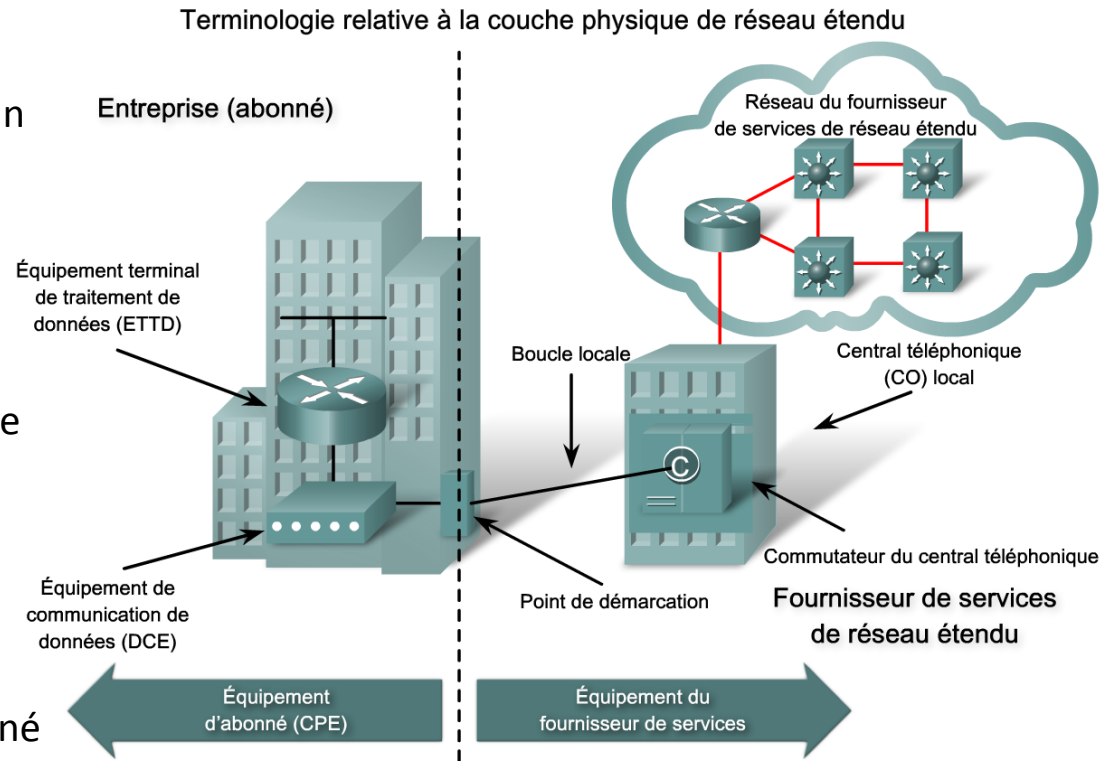 Terminologie relative à la couche physique de réseau étendu
n
Entreprise (abonné)
Réseau du fournisseur
de services de réseau étendu
Équipement terminal
de traitement de
données (ETTD)
Boucle locale
Central téléphonique
(CO) local
e
C
Commutateur du central téléphonique
Équipement de
communication de
données (DCE)
Point de démarcation
Fournisseur de services
de réseau étendu
Équipement
d'abonné (CPE)
Équipement du
fournisseur de services
né